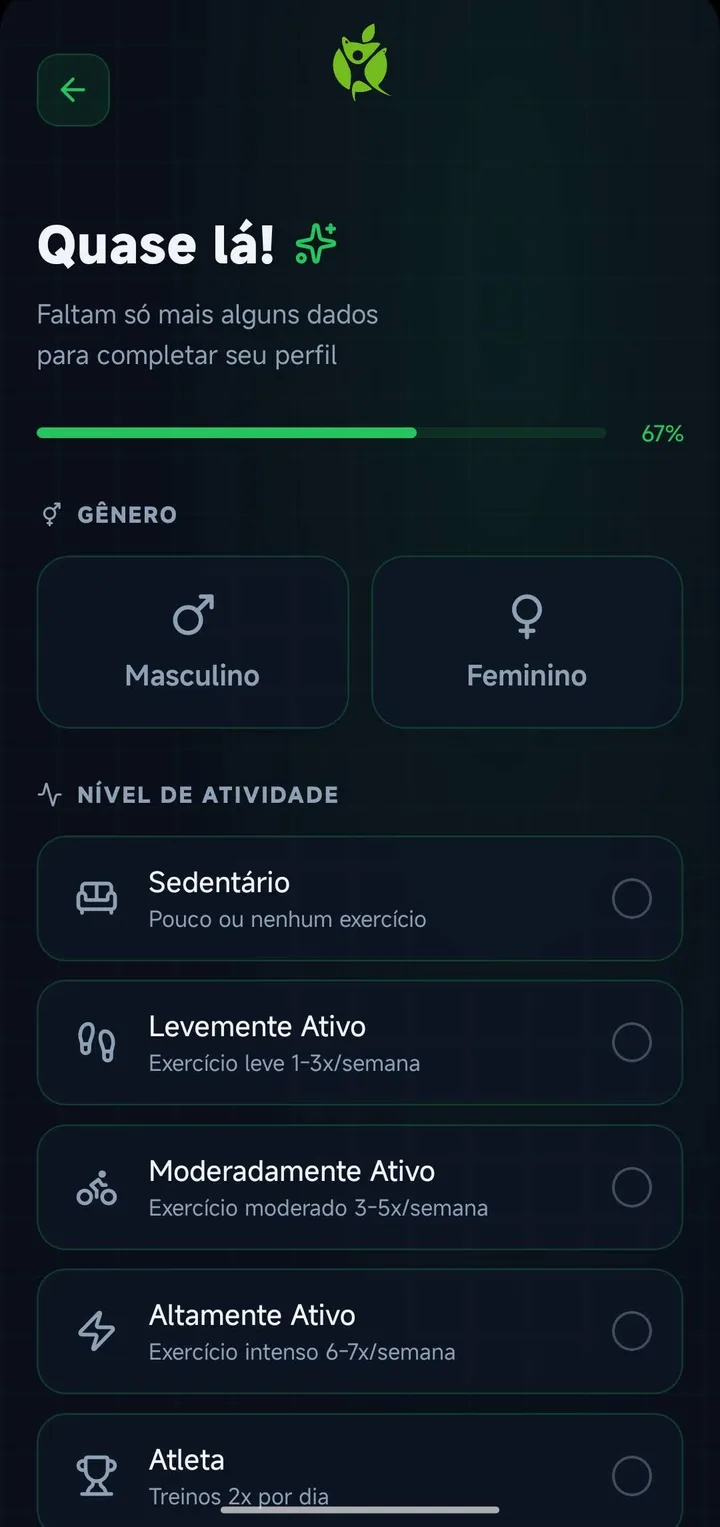 Quase lá!
Faltam só mais alguns dados
para completar seu perfil
67%
GÊNERO
Masculino
Feminino
NÍVEL DE ATIVIDADE
Sedentário
Pouco ou nenhum exercício
Levemente Ativo
Exercício leve 1-3x/semana
Moderadamente Ativo
Exercício moderado 3-5x/semana
Altamente Ativo
Exercício intenso 6-7x/semana
Atleta
Treinos 2x por dia